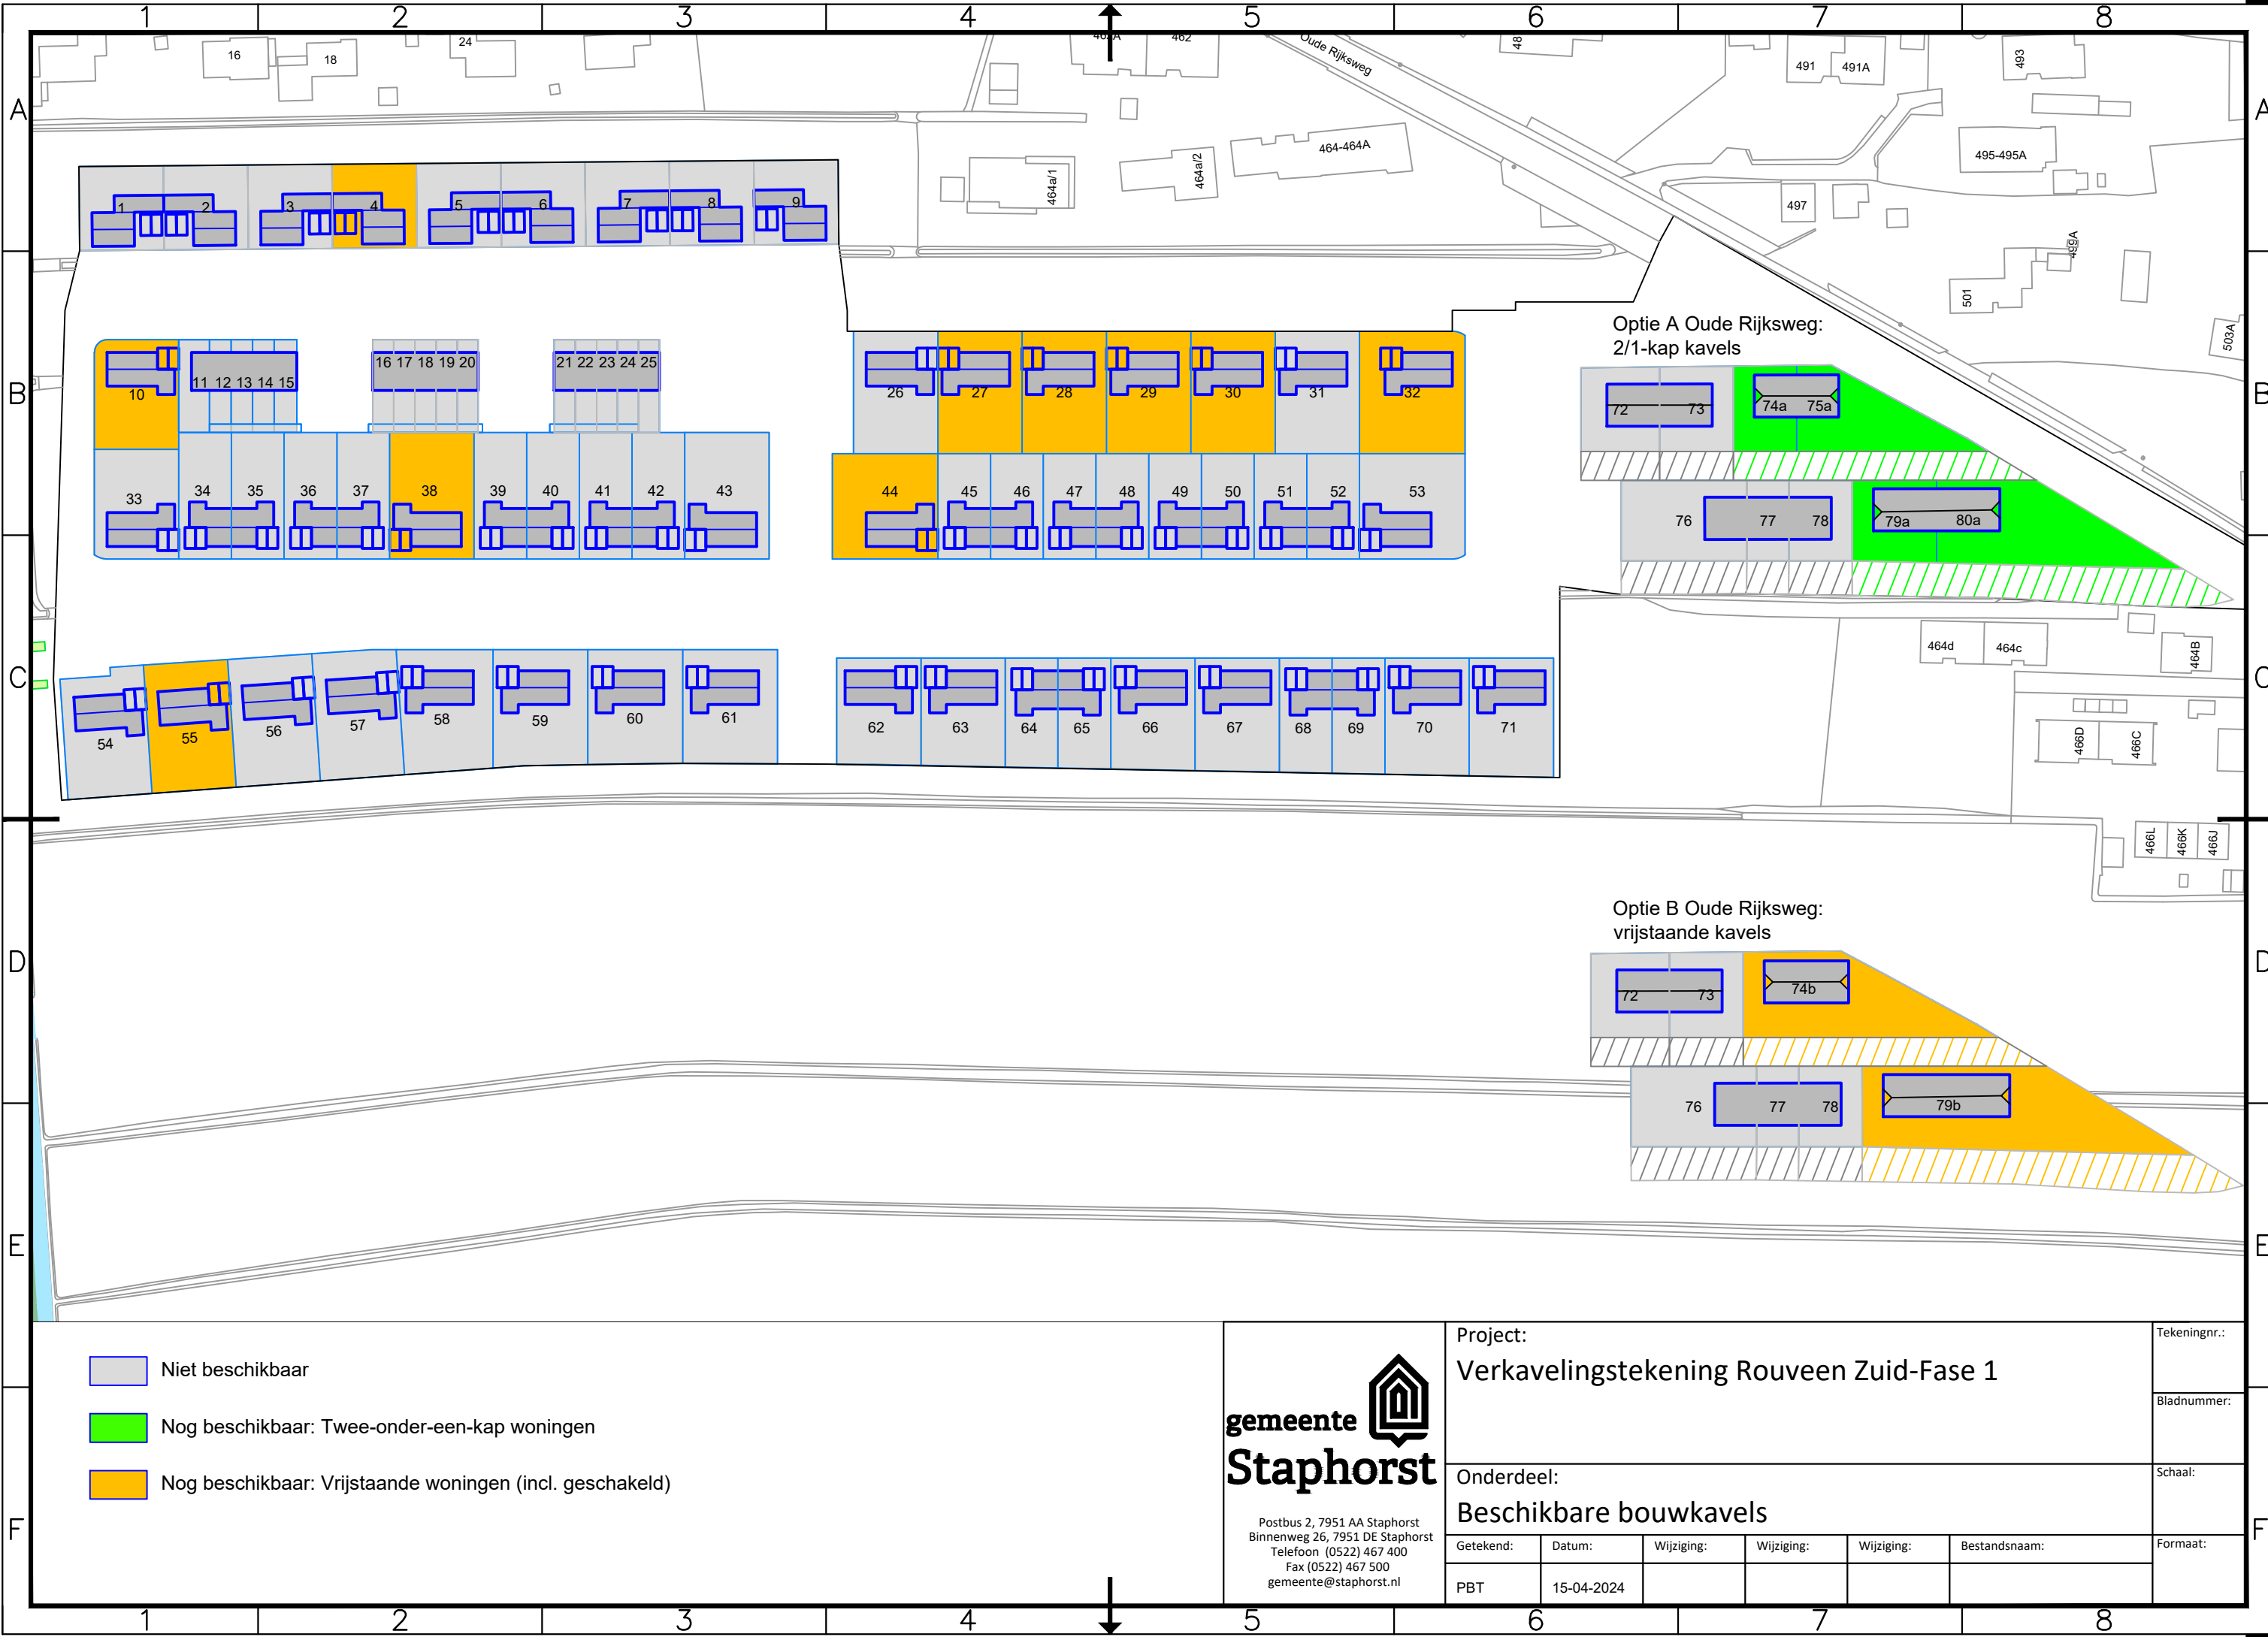 1 2 3 4 5 6 7 8
A A
B B
C C
D D
E E
F F
16 18 24 462A 462 Oude Rijksweg 48 491 491A 493
464a/1 464a/2 464-464A 495-495A 497 499A 501 503A
1 2 3 4 5 6 7 8 9
10 11 12 13 14 15 16 17 18 19 20 21 22 23 24 25
26 27 28 29 30 31 32
33 34 35 36 37 38 39 40 41 42 43
44 45 46 47 48 49 50 51 52 53
Optie A Oude Rijksweg:
2/1-kap kavels
72 73 74a 75a
76 77 78 79a 80a
464d 464c 464B
466D 466C
466L 466K 466J
54 55 56 57 58 59 60 61
62 63 64 65 66 67 68 69 70 71
Optie B Oude Rijksweg:
vrijstaande kavels
72 73 74b
76 77 78 79b
Niet beschikbaar
Nog beschikbaar: Twee-onder-een-kap woningen
Nog beschikbaar: Vrijstaande woningen (incl. geschakeld)
gemeente
Staphorst
Postbus 2, 7951 AA Staphorst
Binnenweg 26, 7951 DE Staphorst
Telefoon (0522) 467 400
Fax (0522) 467 500
gemeente@staphorst.nl
Project:
Verkavelingstekening Rouveen Zuid-Fase 1
Onderdeel:
Beschikbare bouwkavels
Getekend: Datum: Wijziging: Wijziging: Wijziging: Bestandsnaam:
PBT 15-04-2024
Tekeningnr.:
Bladnummer:
Schaal:
Formaat:
1 2 3 4 5 6 7 8